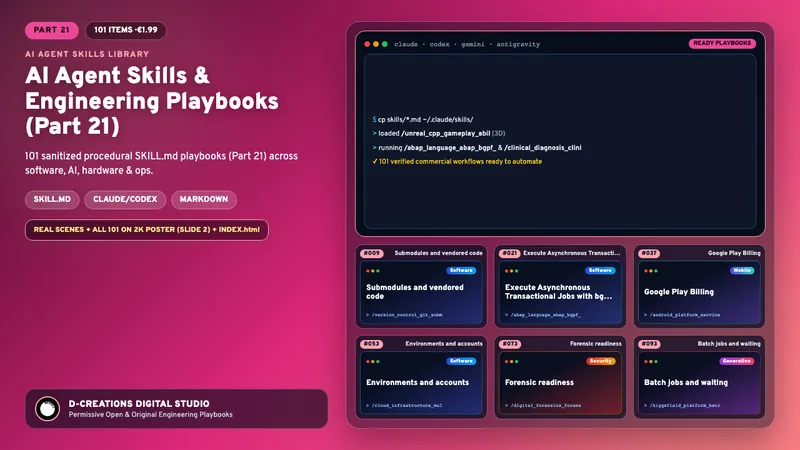 PART 21
101 ITEMS -€1.99
AI AGENT SKILLS LIBRARY
AI Agent Skills &
Engineering Playbooks
(Part 21)
101 sanitized procedural SKILL.md playbooks (Part 21) across
software, AI, hardware & ops.
SKILL.MD
CLAUDE/CODEX
MARKDOWN
REAL SCENES + ALL 101 ON 2K POSTER (SLIDE 2) + INDEX.html
D-CREATIONS DIGITAL STUDIO
Permissive Open & Original Engineering Playbooks
claude · codex · gemini · antigravity
READY PLAYBOOKS
$ cp skills/*.md ~/.claude/skills/
> loaded /unreal_cpp_gameplay_abil (3D)
> running /abap_language_abap_bgpf_ & /clinical_diagnosis_clini
✓ 101 verified commercial workflows ready to automate
#009
Submodules and vendored code
Software
Submodules and vendored
code
> /version_control_git_subm
#021
Execute Asynchronous Transacti...
Software
Execute Asynchronous
Transactional Jobs with bg...
> /abap_language_abap_bgpf_
#037
Google Play Billing
Mobile
Google Play Billing
> /android_platform_service
#053
Environments and accounts
Software
Environments and accounts
> /cloud_infrastructure_mul
#073
Forensic readiness
Security
Forensic readiness
> /digital_forensics_forens
#093
Batch jobs and waiting
Generative
Batch jobs and waiting
> /higgsfield_platform_batc